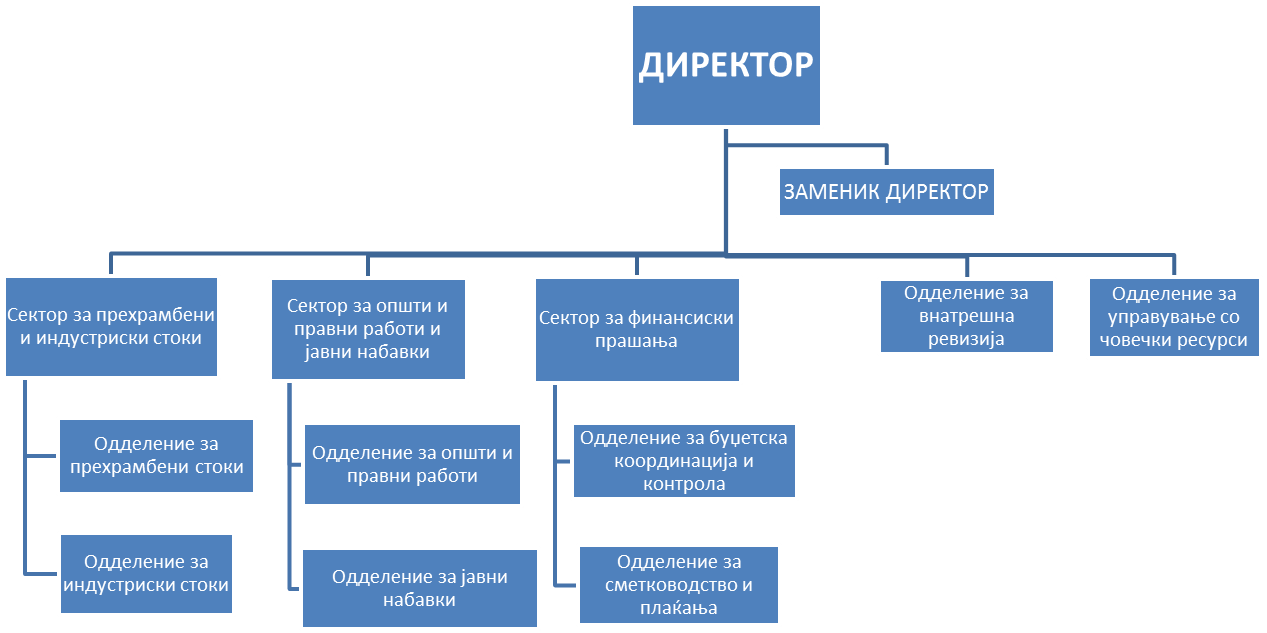 ДИРЕКТОР
ЗАМЕНИК ДИРЕКТОР
Сектор за прехрамбени
и индустриски стоки
Сектор за општи и
правни работи и
јавни набавки
Сектор за финансиски
прашања
Одделение за
внатрешна
ревизија
Одделение за
управување со
човечки ресурси
Одделение за
прехрамбени стоки
Одделение за општи и
правни работи
Одделение за буџетска
координација и
контрола
Одделение за
индустриски стоки
Одделение за јавни
набавки
Одделение за
сметководство и
плаќања